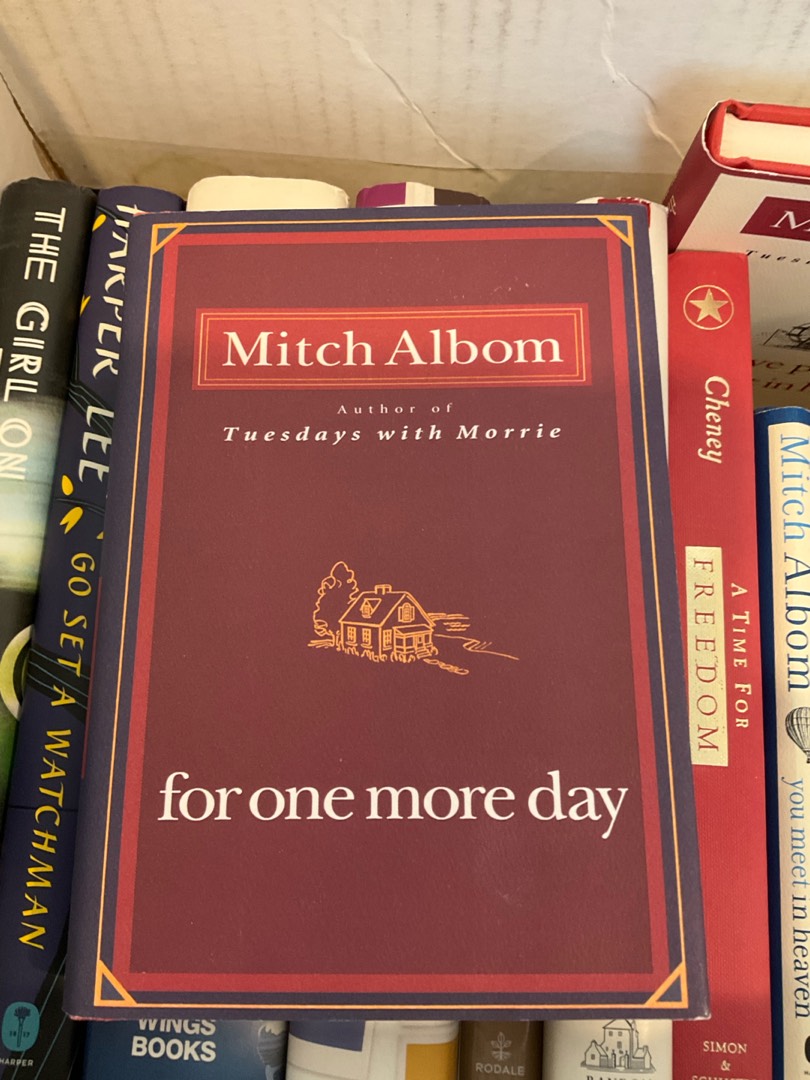 Mitch Albom
Author of
Tuesdays with Morrie
for one more day
THE GIRL ON
HARPER LEE
GO SET A WATCHMAN
HARPER
WINGS
BOOKS
RODALE
Cheney
A TIME FOR
FREEDOM
SIMON
&
Mitch Albom
you meet in heaven